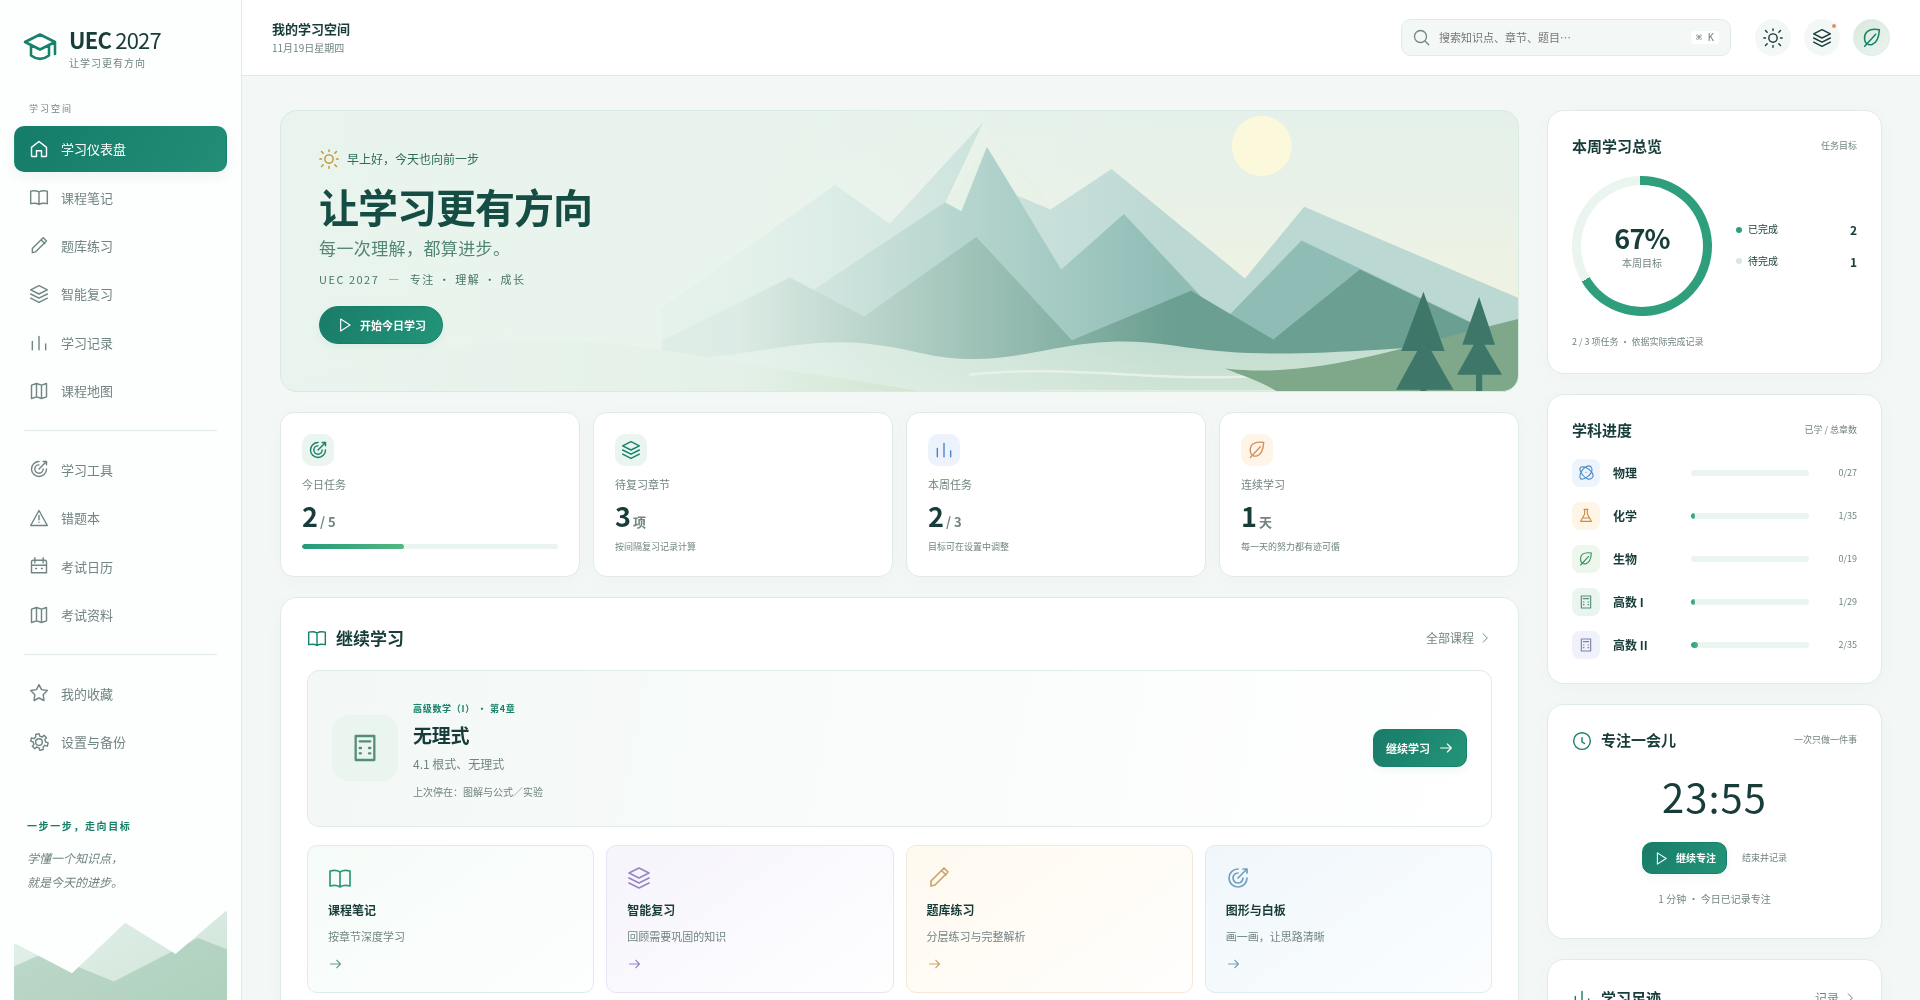 UEC 2027
让学习更有方向
学习空间
学习仪表盘
课程笔记
题库练习
智能复习
学习记录
课程地图
学习工具
错题本
考试日历
考试资料
我的收藏
设置与备份
一步一步，走向目标
学懂一个知识点，
就是今天的进步。
我的学习空间
11月19日星期四
搜索知识点、章节、题目…
⌘ K
早上好，今天也向前一步
让学习更有方向
每一次理解，都算进步。
UEC 2027 — 专注 · 理解 · 成长
开始今日学习
今日任务
2 / 5
待复习章节
3 项
按间隔复习记录计算
本周任务
2 / 3
目标可在设置中调整
连续学习
1 天
每一天的努力都有迹可循
继续学习
全部课程
高级数学（I） · 第4章
无理式
4.1 根式、无理式
上次停在：图解与公式／实验
继续学习
课程笔记
按章节深度学习
智能复习
回顾需要巩固的知识
题库练习
分层练习与完整解析
图形与白板
画一画，让思路清晰
本周学习总览
任务目标
67%
本周目标
已完成 2
待完成 1
2 / 3 项任务 · 依据实际完成记录
学科进度
已学 / 总章数
物理 0/27
化学 1/35
生物 0/19
高数 I 1/29
高数 II 2/35
专注一会儿
一次只做一件事
23:55
继续专注
结束并记录
1 分钟 · 今日已记录专注
学习足迹
记录